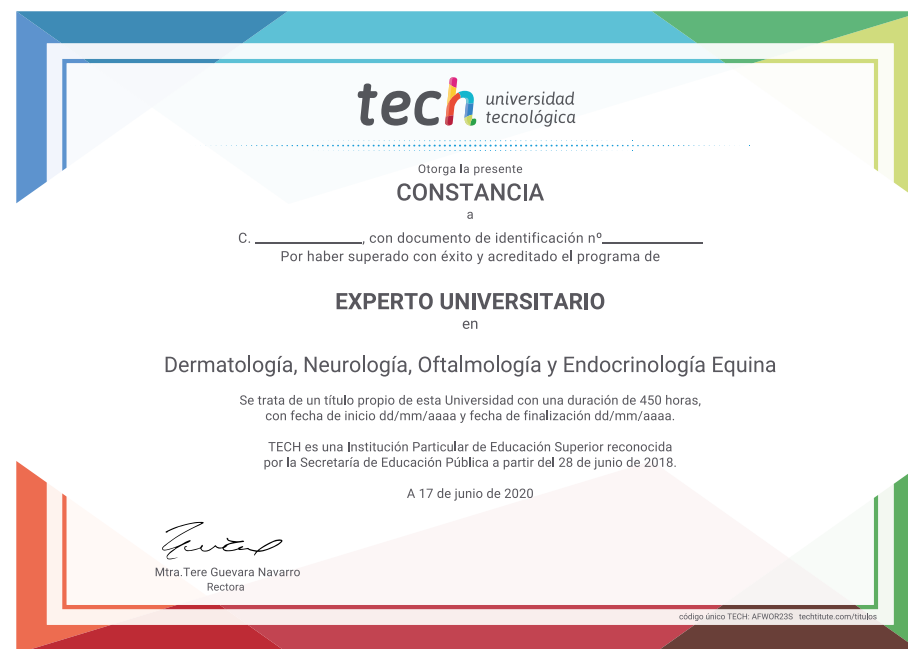 tech universidad
tecnológica
Otorga la presente
CONSTANCIA
a
C. ____________, con documento de identificación nº____________
Por haber superado con éxito y acreditado el programa de
EXPERTO UNIVERSITARIO
en
Dermatología, Neurología, Oftalmología y Endocrinología Equina
Se trata de un título propio de esta Universidad con una duración de 450 horas,
con fecha de inicio dd/mm/aaaa y fecha de finalización dd/mm/aaaa.
TECH es una Institución Particular de Educación Superior reconocida
por la Secretaría de Educación Pública a partir del 28 de junio de 2018.
A 17 de junio de 2020
Mtra.Tere Guevara Navarro
Rectora
código único TECH: AFWOR23S techtitute.com/titulos